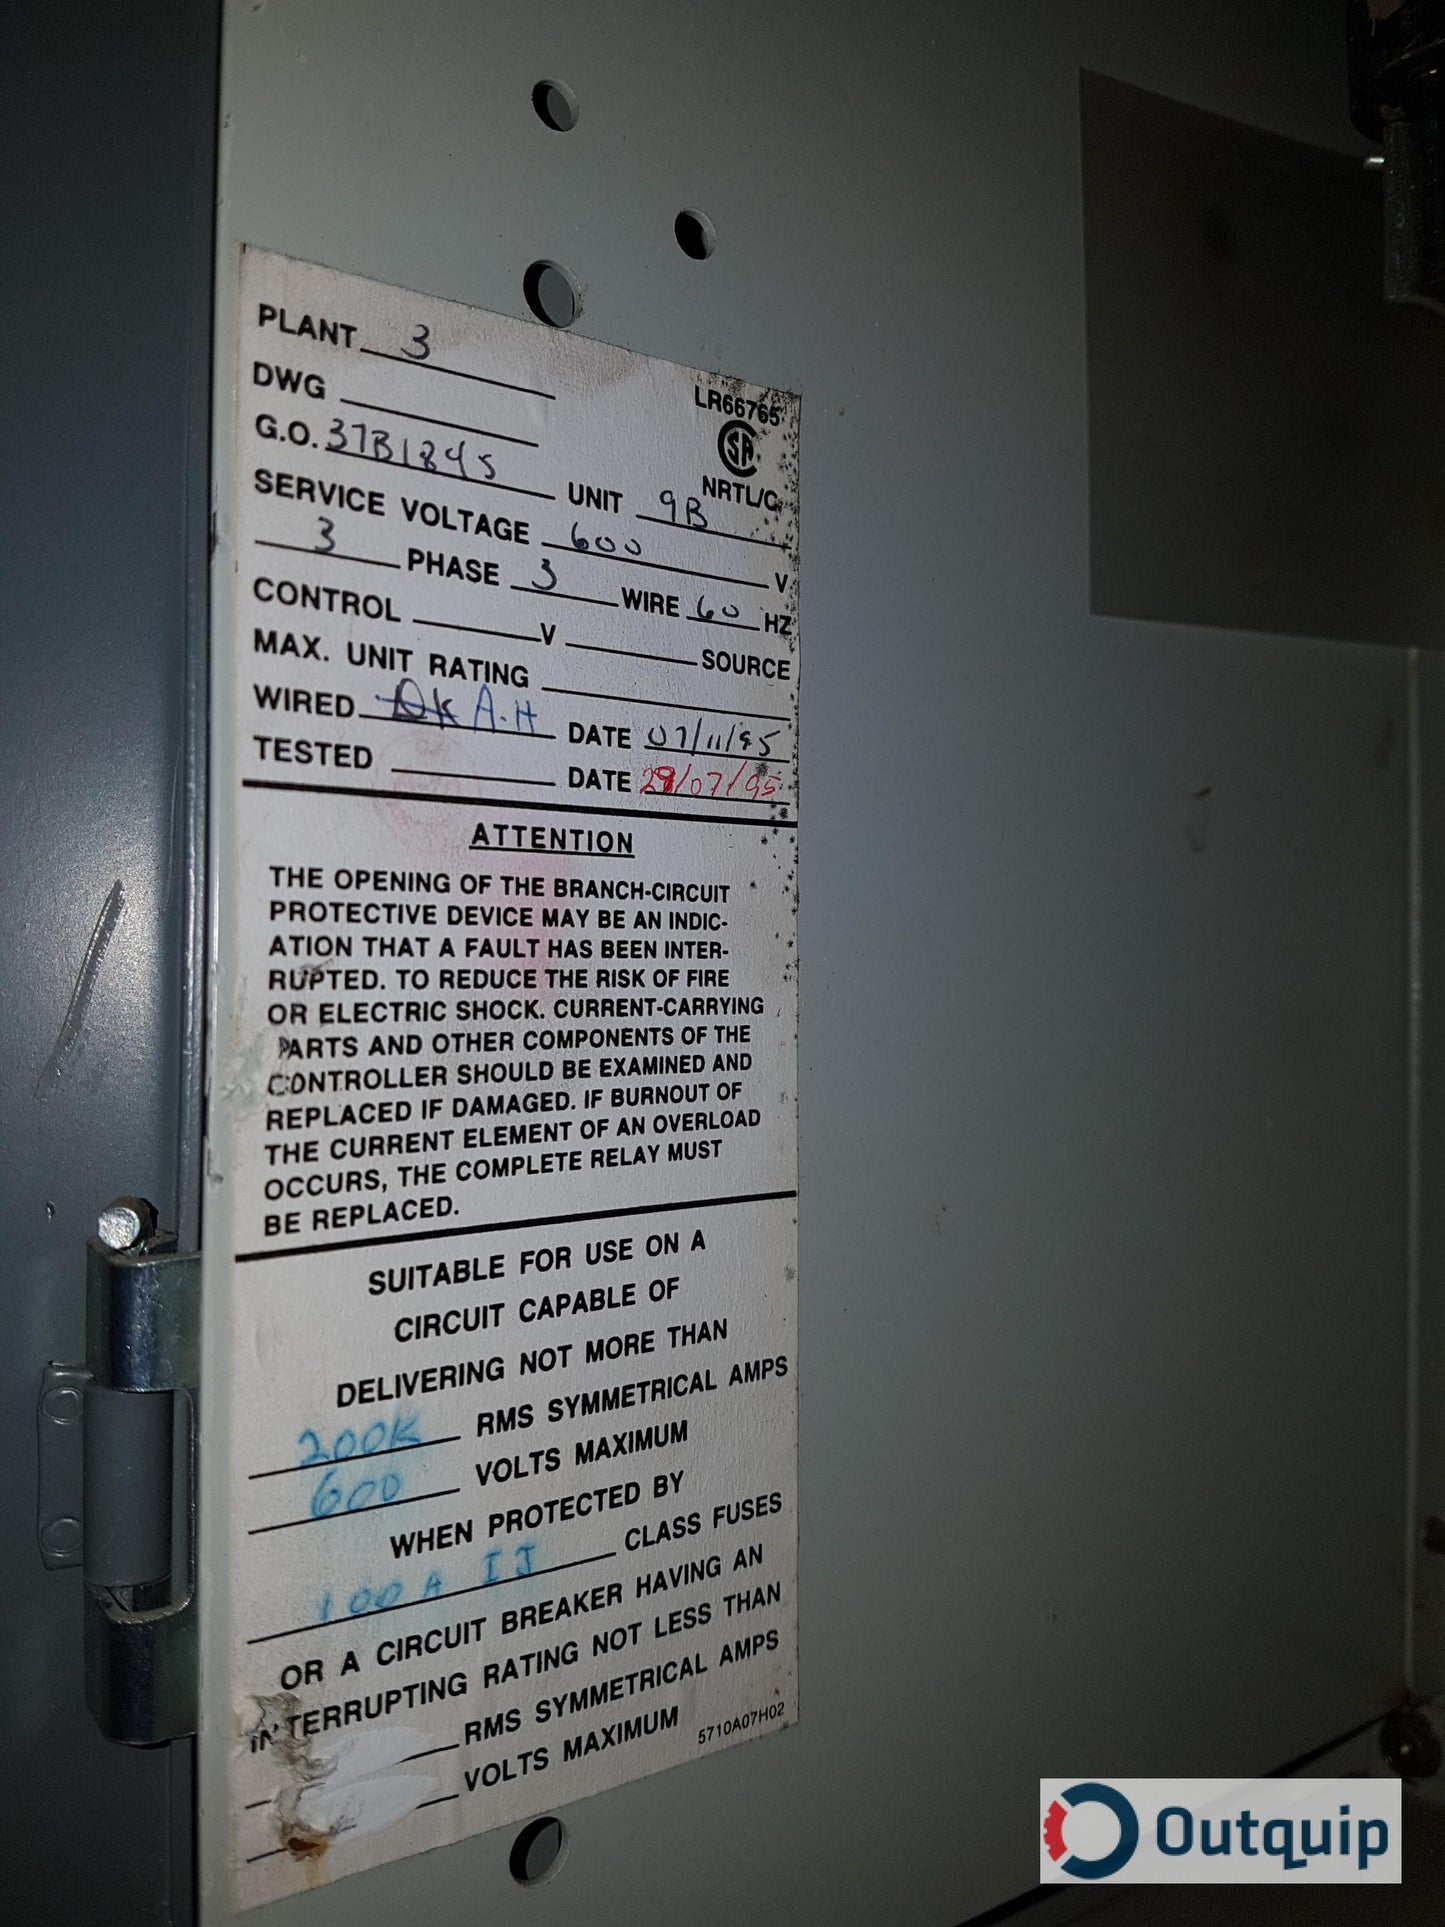 PLANT 3
LR66765
DWG
SA
G.O. 37B1845
NRTL/C
UNIT 9B
SERVICE VOLTAGE 600 V
3 PHASE 3 WIRE 60 HZ
CONTROL V SOURCE
MAX. UNIT RATING
WIRED A.H DATE 07/11/95
TESTED DATE 28/07/95
ATTENTION
THE OPENING OF THE BRANCH-CIRCUIT
PROTECTIVE DEVICE MAY BE AN INDIC-
ATION THAT A FAULT HAS BEEN INTER-
RUPTED. TO REDUCE THE RISK OF FIRE
OR ELECTRIC SHOCK. CURRENT-CARRYING
PARTS AND OTHER COMPONENTS OF THE
CONTROLLER SHOULD BE EXAMINED AND
REPLACED IF DAMAGED. IF BURNOUT OF
THE CURRENT ELEMENT OF AN OVERLOAD
OCCURS, THE COMPLETE RELAY MUST
BE REPLACED.
SUITABLE FOR USE ON A
CIRCUIT CAPABLE OF
DELIVERING NOT MORE THAN
200K RMS SYMMETRICAL AMPS
600 VOLTS MAXIMUM
WHEN PROTECTED BY
100A IJ CLASS FUSES
OR A CIRCUIT BREAKER HAVING AN
INTERRUPTING RATING NOT LESS THAN
RMS SYMMETRICAL AMPS
VOLTS MAXIMUM
5710A07H02
Outquip